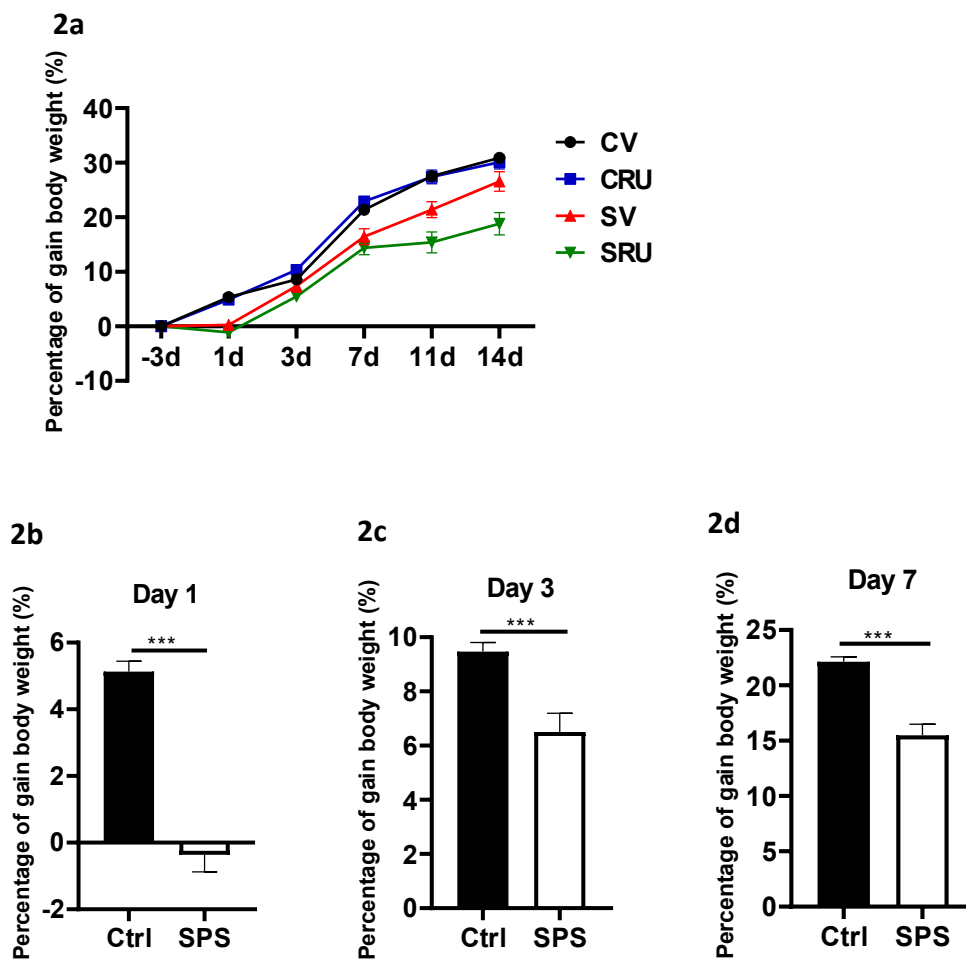 2a
Percentage of gain body weight (%)
40
30
20
10
0
-10
-3d 1d 3d 7d 11d 14d
CV
CRU
SV
SRU
2b
Day 1
Percentage of gain body weight (%)
6
4
2
0
-2
***
Ctrl SPS
2c
Day 3
Percentage of gain body weight (%)
10
8
6
4
2
0
***
Ctrl SPS
2d
Day 7
Percentage of gain body weight (%)
25
20
15
10
5
0
***
Ctrl SPS